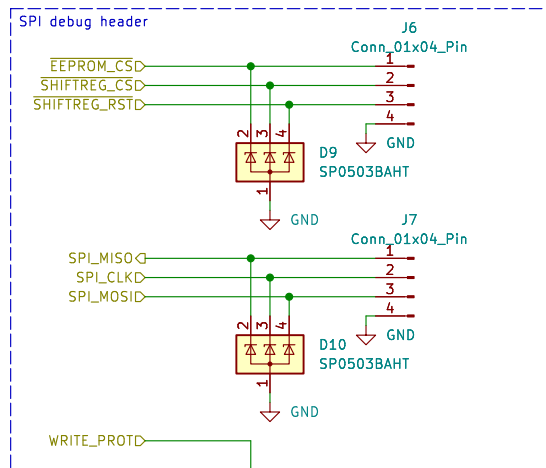 SPI debug header
J6
Conn_01x04_Pin
EEPROM_CS
1
SHIFTREG_CS
2
SHIFTREG_RST
3
4
GND
2 3 4
D9
SP0503BAHT
1
GND
J7
Conn_01x04_Pin
SPI_MISO
1
SPI_CLK
2
SPI_MOSI
3
4
GND
2 3 4
D10
SP0503BAHT
1
GND
WRITE_PROT